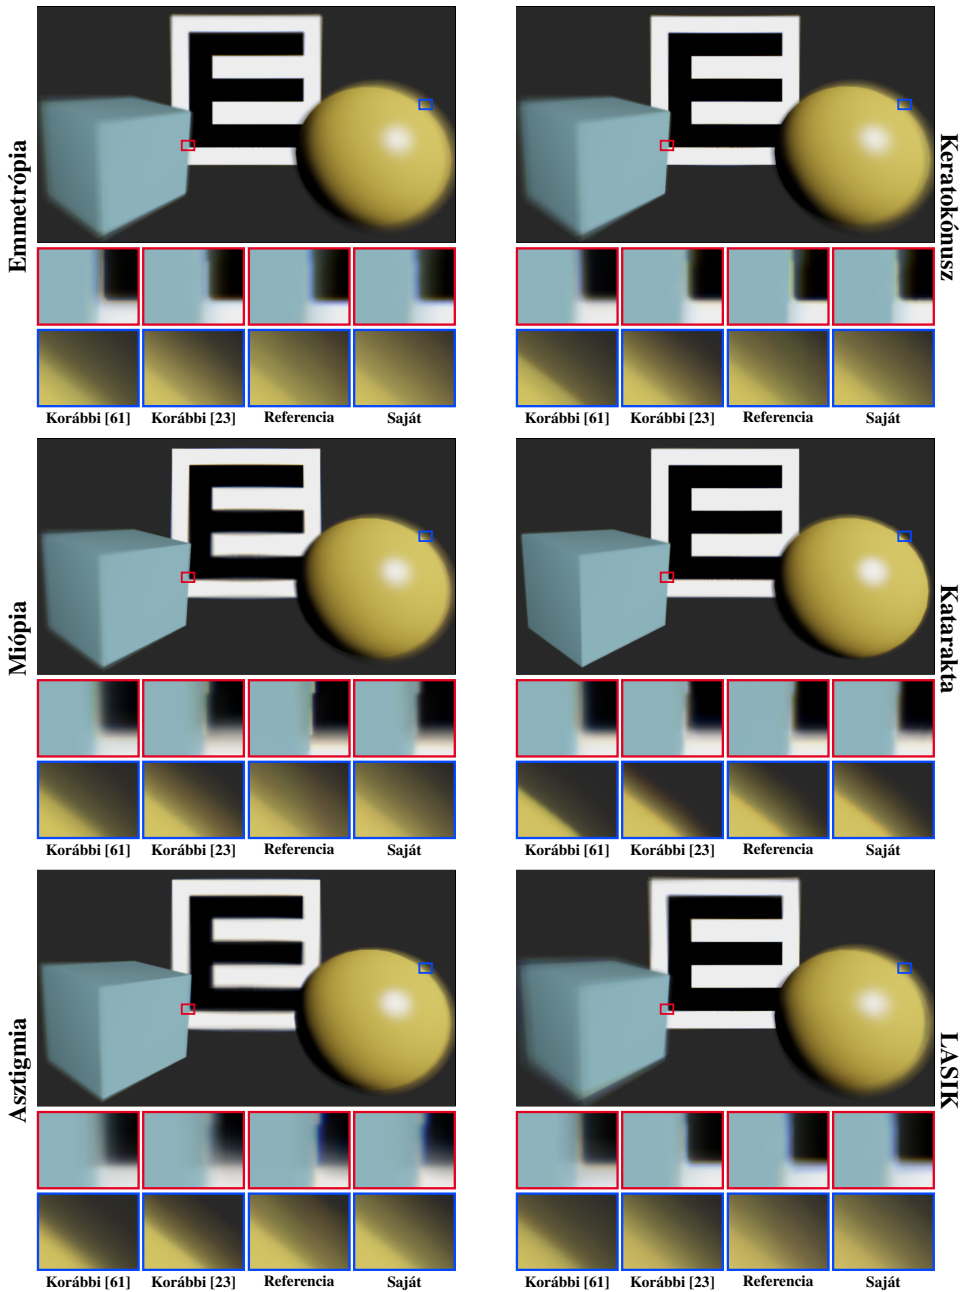 Emmetrópia
Korábbi [61] Korábbi [23] Referencia Saját
Keratokónusz
Korábbi [61] Korábbi [23] Referencia Saját
Miópia
Korábbi [61] Korábbi [23] Referencia Saját
Katarakta
Korábbi [61] Korábbi [23] Referencia Saját
Asztigmia
Korábbi [61] Korábbi [23] Referencia Saját
LASIK
Korábbi [61] Korábbi [23] Referencia Saját